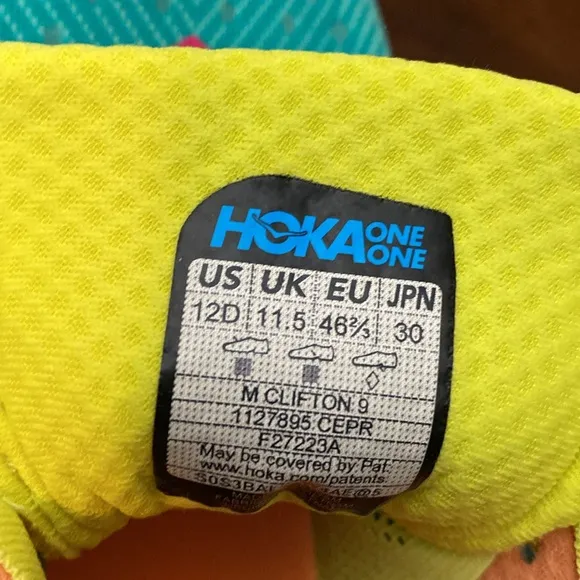 HOKA ONE ONE
US UK EU JPN
12D 11.5 46⅔ 30
M CLIFTON 9
1127895 CEPR
F27223A
May be covered by Pat.
www.hoka.com/patents